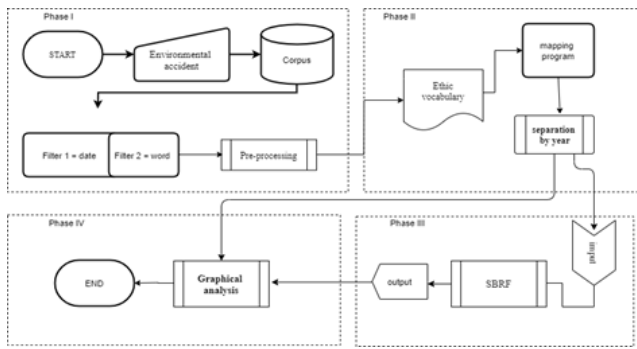 Phase I
START
Environmental
accident
Corpus
Filter 1 = date
Filter 2 = word
Pre-processing
Phase II
Ethic
vocabulary
mapping
program
separation
by year
Phase III
input
SBRF
output
Phase IV
Graphical
analysis
END